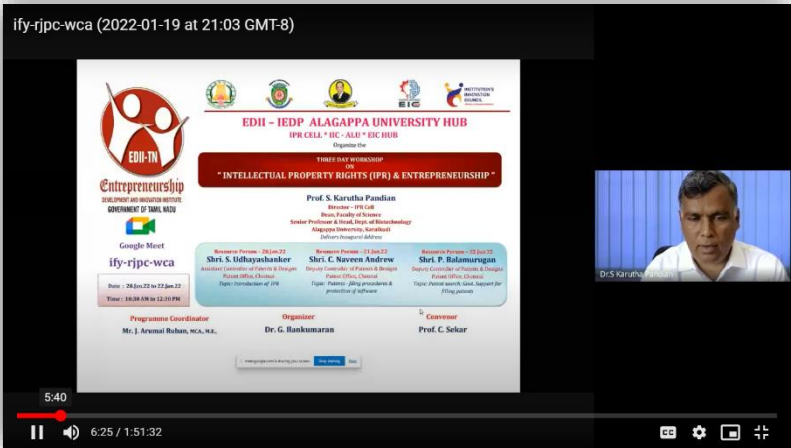 ify-rjpc-wca (2022-01-19 at 21:03 GMT-8)
EIC
INSTITUTION'S
INNOVATION
COUNCIL
EDII – IEDP ALAGAPPA UNIVERSITY HUB
IPR CELL * IIC - ALU * EIC HUB
Organize the
THREE DAY WORKSHOP
ON
" INTELLECTUAL PROPERTY RIGHTS (IPR) & ENTREPRENEURSHIP "
EDII-TN
Entrepreneurship
DEVELOPMENT AND INNOVATION INSTITUTE
GOVERNMENT OF TAMIL NADU
Google Meet
ify-rjpc-wca
Date : 20.Jan.22 to 22.Jan.22
Time : 10:30 AM to 12:30 PM
Prof. S. Karutha Pandian
Director – IPR Cell
Dean, Faculty of Science
Senior Professor & Head, Dept. of Biotechnology
Alagappa University, Karaikudi
Delivers Inaugural Address
Resource Person – 20.Jan.22
Shri. S. Udhayashanker
Assistant Controller of Patents & Designs
Patent Office, Chennai
Topic: Introduction of IPR
Resource Person – 21.Jan.22
Shri. C. Naveen Andrew
Deputy Controller of Patents & Designs
Patent Office, Chennai
Topic: Patents - filing procedures &
protection of software
Resource Person – 22.Jan.22
Shri. P. Balamurugan
Deputy Controller of Patents & Designs
Patent Office, Chennai
Topic: Patent search: Govt. Support for
Filing patents
Programme Coordinator
Mr. J. Arumai Ruban, MCA, M.E.,
Organizer
Dr. G. Ilankumaran
Convenor
Prof. C. Sekar
Stop sharing
Hide
Dr.S Karutha Pandian
5:40
6:25 / 1:51:32
CC